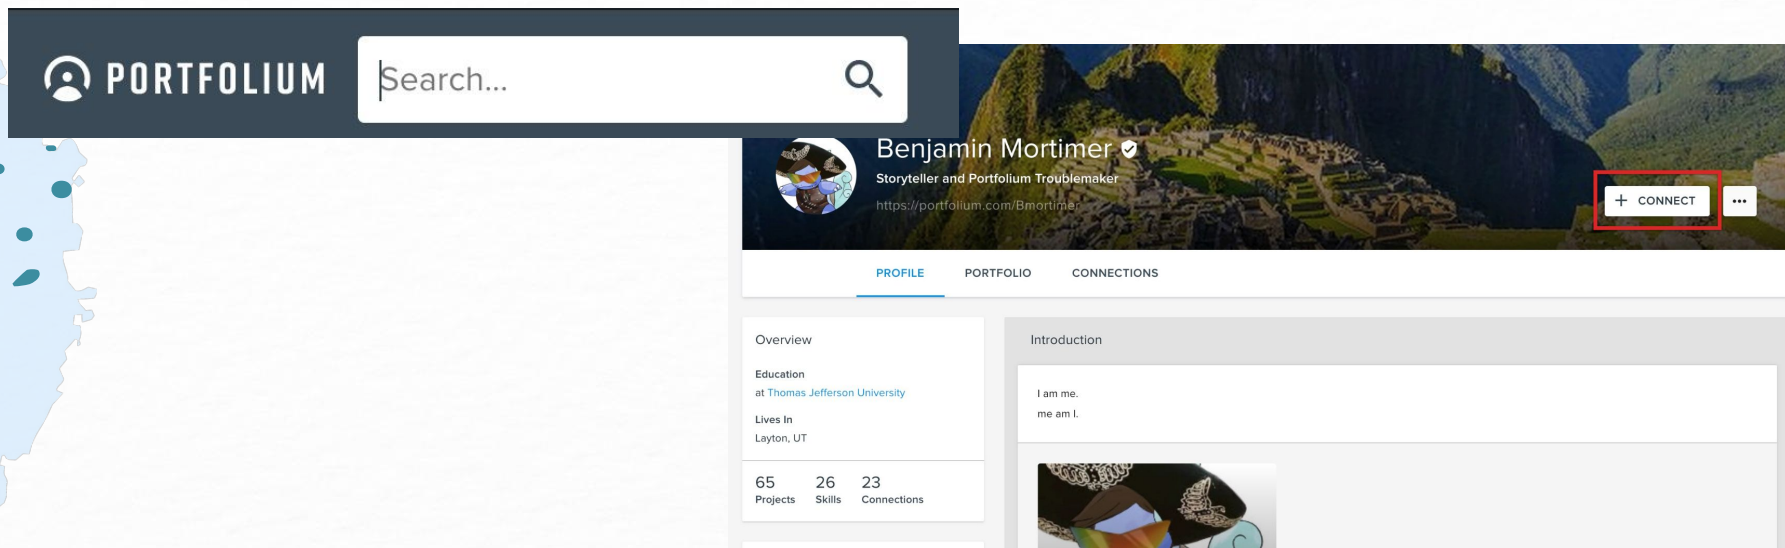 PORTFOLIUM
Search...
Benjamin Mortimer
Storyteller and Portfolium Troublemaker
https://portfolium.com/Bmortimer
+ CONNECT
...
PROFILE PORTFOLIO CONNECTIONS
Overview
Education
at Thomas Jefferson University
Lives In
Layton, UT
65 26 23
Projects Skills Connections
Introduction
I am me.
me am I.